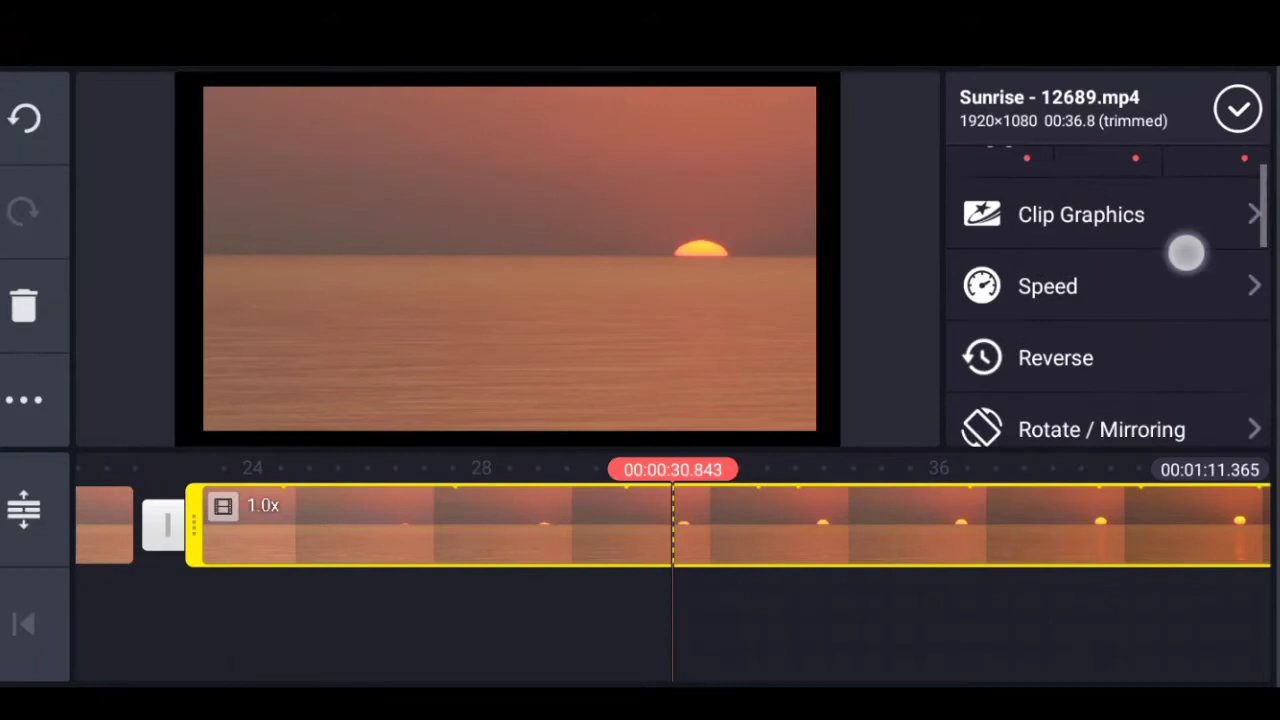 Sunrise - 12689.mp4
1920×1080 00:36.8 (trimmed)
Clip Graphics
Speed
Reverse
Rotate / Mirroring
24
28
00:00:30.843
36
00:01:11.365
1.0x